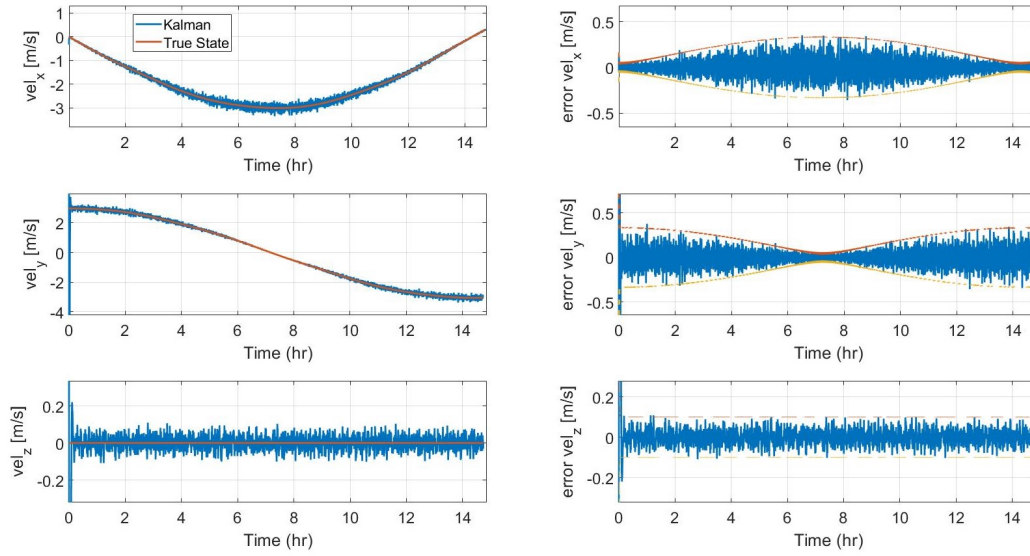 1
0
-1
-2
-3
vel_x [m/s]
Kalman
True State
2 4 6 8 10 12 14
Time (hr)
0.5
0
-0.5
error vel_x [m/s]
0 2 4 6 8 10 12 14
Time (hr)
2
0
-2
-4
vel_y [m/s]
0 2 4 6 8 10 12 14
Time (hr)
0.5
0
-0.5
error vel_y [m/s]
0 2 4 6 8 10 12 14
Time (hr)
0.2
0
-0.2
vel_z [m/s]
0 2 4 6 8 10 12 14
Time (hr)
0.2
0
-0.2
error vel_z [m/s]
0 2 4 6 8 10 12 14
Time (hr)